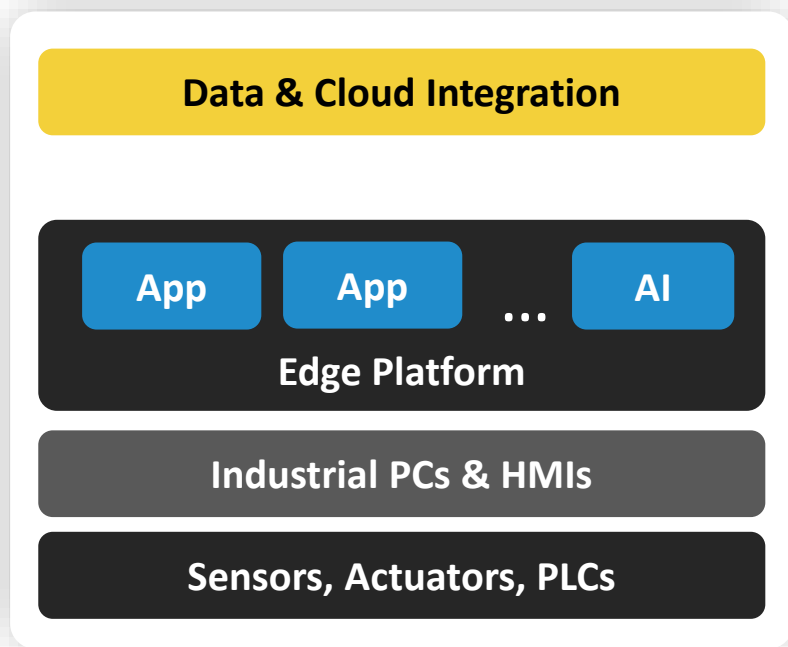 Data & Cloud Integration
App App ... AI
Edge Platform
Industrial PCs & HMIs
Sensors, Actuators, PLCs